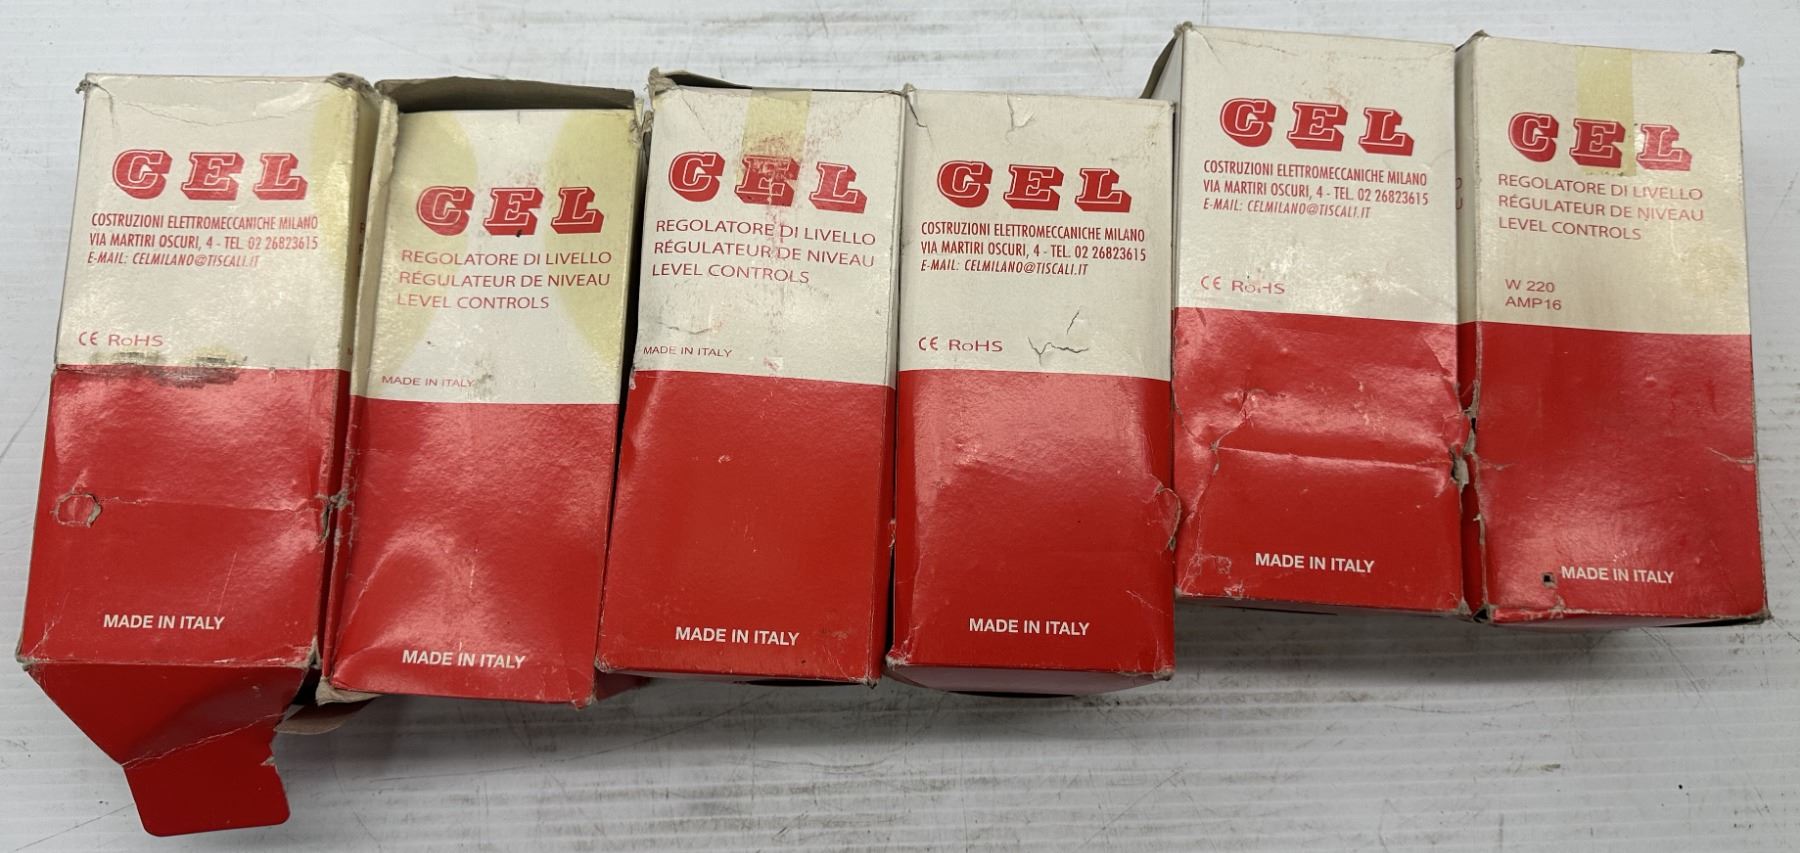 CEL
COSTRUZIONI ELETTROMECCANICHE MILANO
VIA MARTIRI OSCURI, 4 - TEL. 02 26823615
E-MAIL: CELMILANO@TISCALI.IT
CE RoHS
MADE IN ITALY
CEL
REGOLATORE DI LIVELLO
RÉGULATEUR DE NIVEAU
LEVEL CONTROLS
MADE IN ITALY
MADE IN ITALY
CEL
REGOLATORE DI LIVELLO
RÉGULATEUR DE NIVEAU
LEVEL CONTROLS
MADE IN ITALY
MADE IN ITALY
CEL
COSTRUZIONI ELETTROMECCANICHE MILANO
VIA MARTIRI OSCURI, 4 - TEL. 02 26823615
E-MAIL: CELMILANO@TISCALI.IT
CE RoHS
MADE IN ITALY
CEL
COSTRUZIONI ELETTROMECCANICHE MILANO
VIA MARTIRI OSCURI, 4 - TEL. 02 26823615
E-MAIL: CELMILANO@TISCALI.IT
CE RoHS
MADE IN ITALY
CEL
REGOLATORE DI LIVELLO
RÉGULATEUR DE NIVEAU
LEVEL CONTROLS
W 220
AMP16
MADE IN ITALY